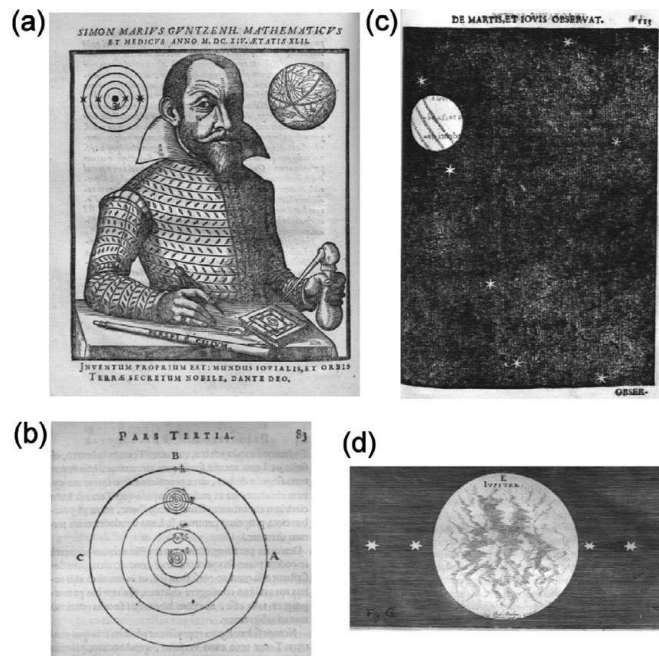 (a)
SIMON MARIVS GVNTZENH. MATHEMATICVS
ET MEDICVS ANNO M. DC. XIV. ÆTATIS XLII.
INVENTUM PROPRIUM EST: MUNDUS IOVIALIS, ET ORBIS
TERRÆ SECRETUM NOBILE, DANTE DEO.
(b)
PARS TERTIA. 83
B
C
A
(c)
DE MARTIS, ET IOVIS OBSERVAT.
OBSER-
(d)
E
IVPITER
Fig G